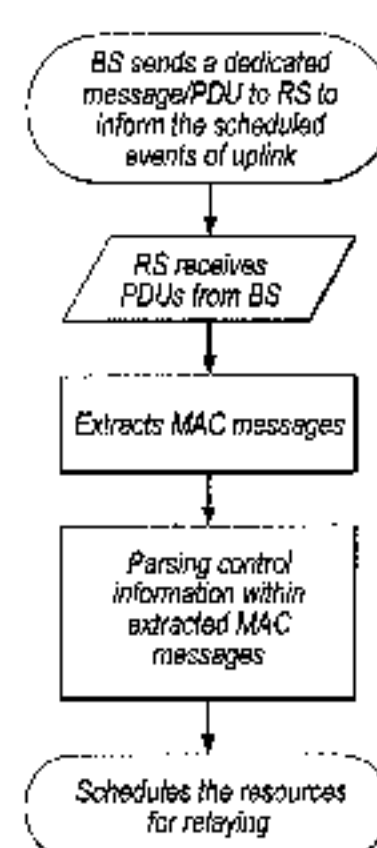 BS sends a dedicated
message/PDU to RS to
inform the scheduled
events of uplink
RS receives
PDUs from BS
Extracts MAC messages
Parsing control
information within
extracted MAC
messages
Schedules the resources
for relaying